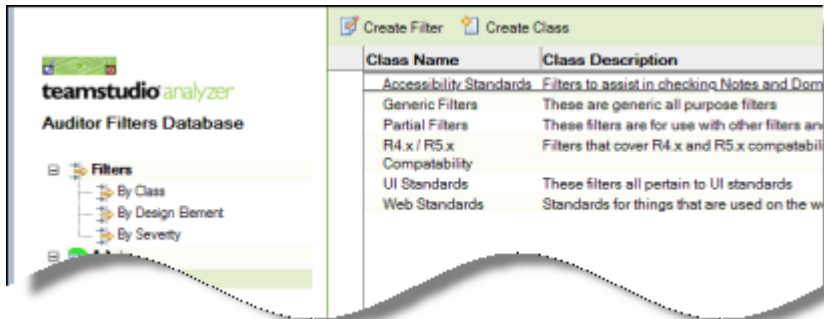 Create Filter Create Class
Class Name Class Description
teamstudio analyzer
Auditor Filters Database
Filters
By Class
By Design Element
By Severity
Accessibility Standards Filters to assist in checking Notes and Dom
Generic Filters These are generic all purpose filters
Partial Filters These filters are for use with other filters an
R4.x / R5.x Filters that cover R4.x and R5.x compatabili
Compatability
UI Standards These filters all pertain to UI standards
Web Standards Standards for things that are used on the w